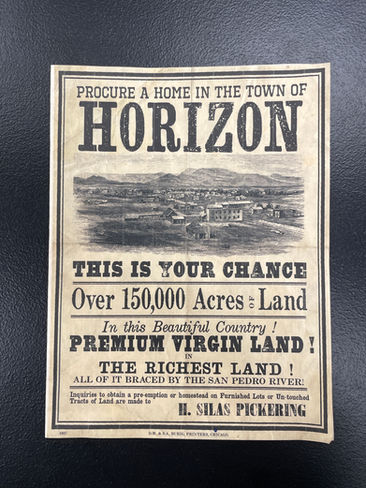 PROCURE A HOME IN THE TOWN OF
HORIZON
THIS IS YOUR CHANCE
Over 150,000 Acres OF Land
In this Beautiful Country !
PREMIUM VIRGIN LAND !
IN
THE RICHEST LAND !
ALL OF IT BRACED BY THE SAN PEDRO RIVER!
Inquiries to obtain a pre-emption or homestead on Furnished Lots or Un-touched
Tracts of Land are made to
H. SILAS PICKERING
PRINTERS, CHICAGO